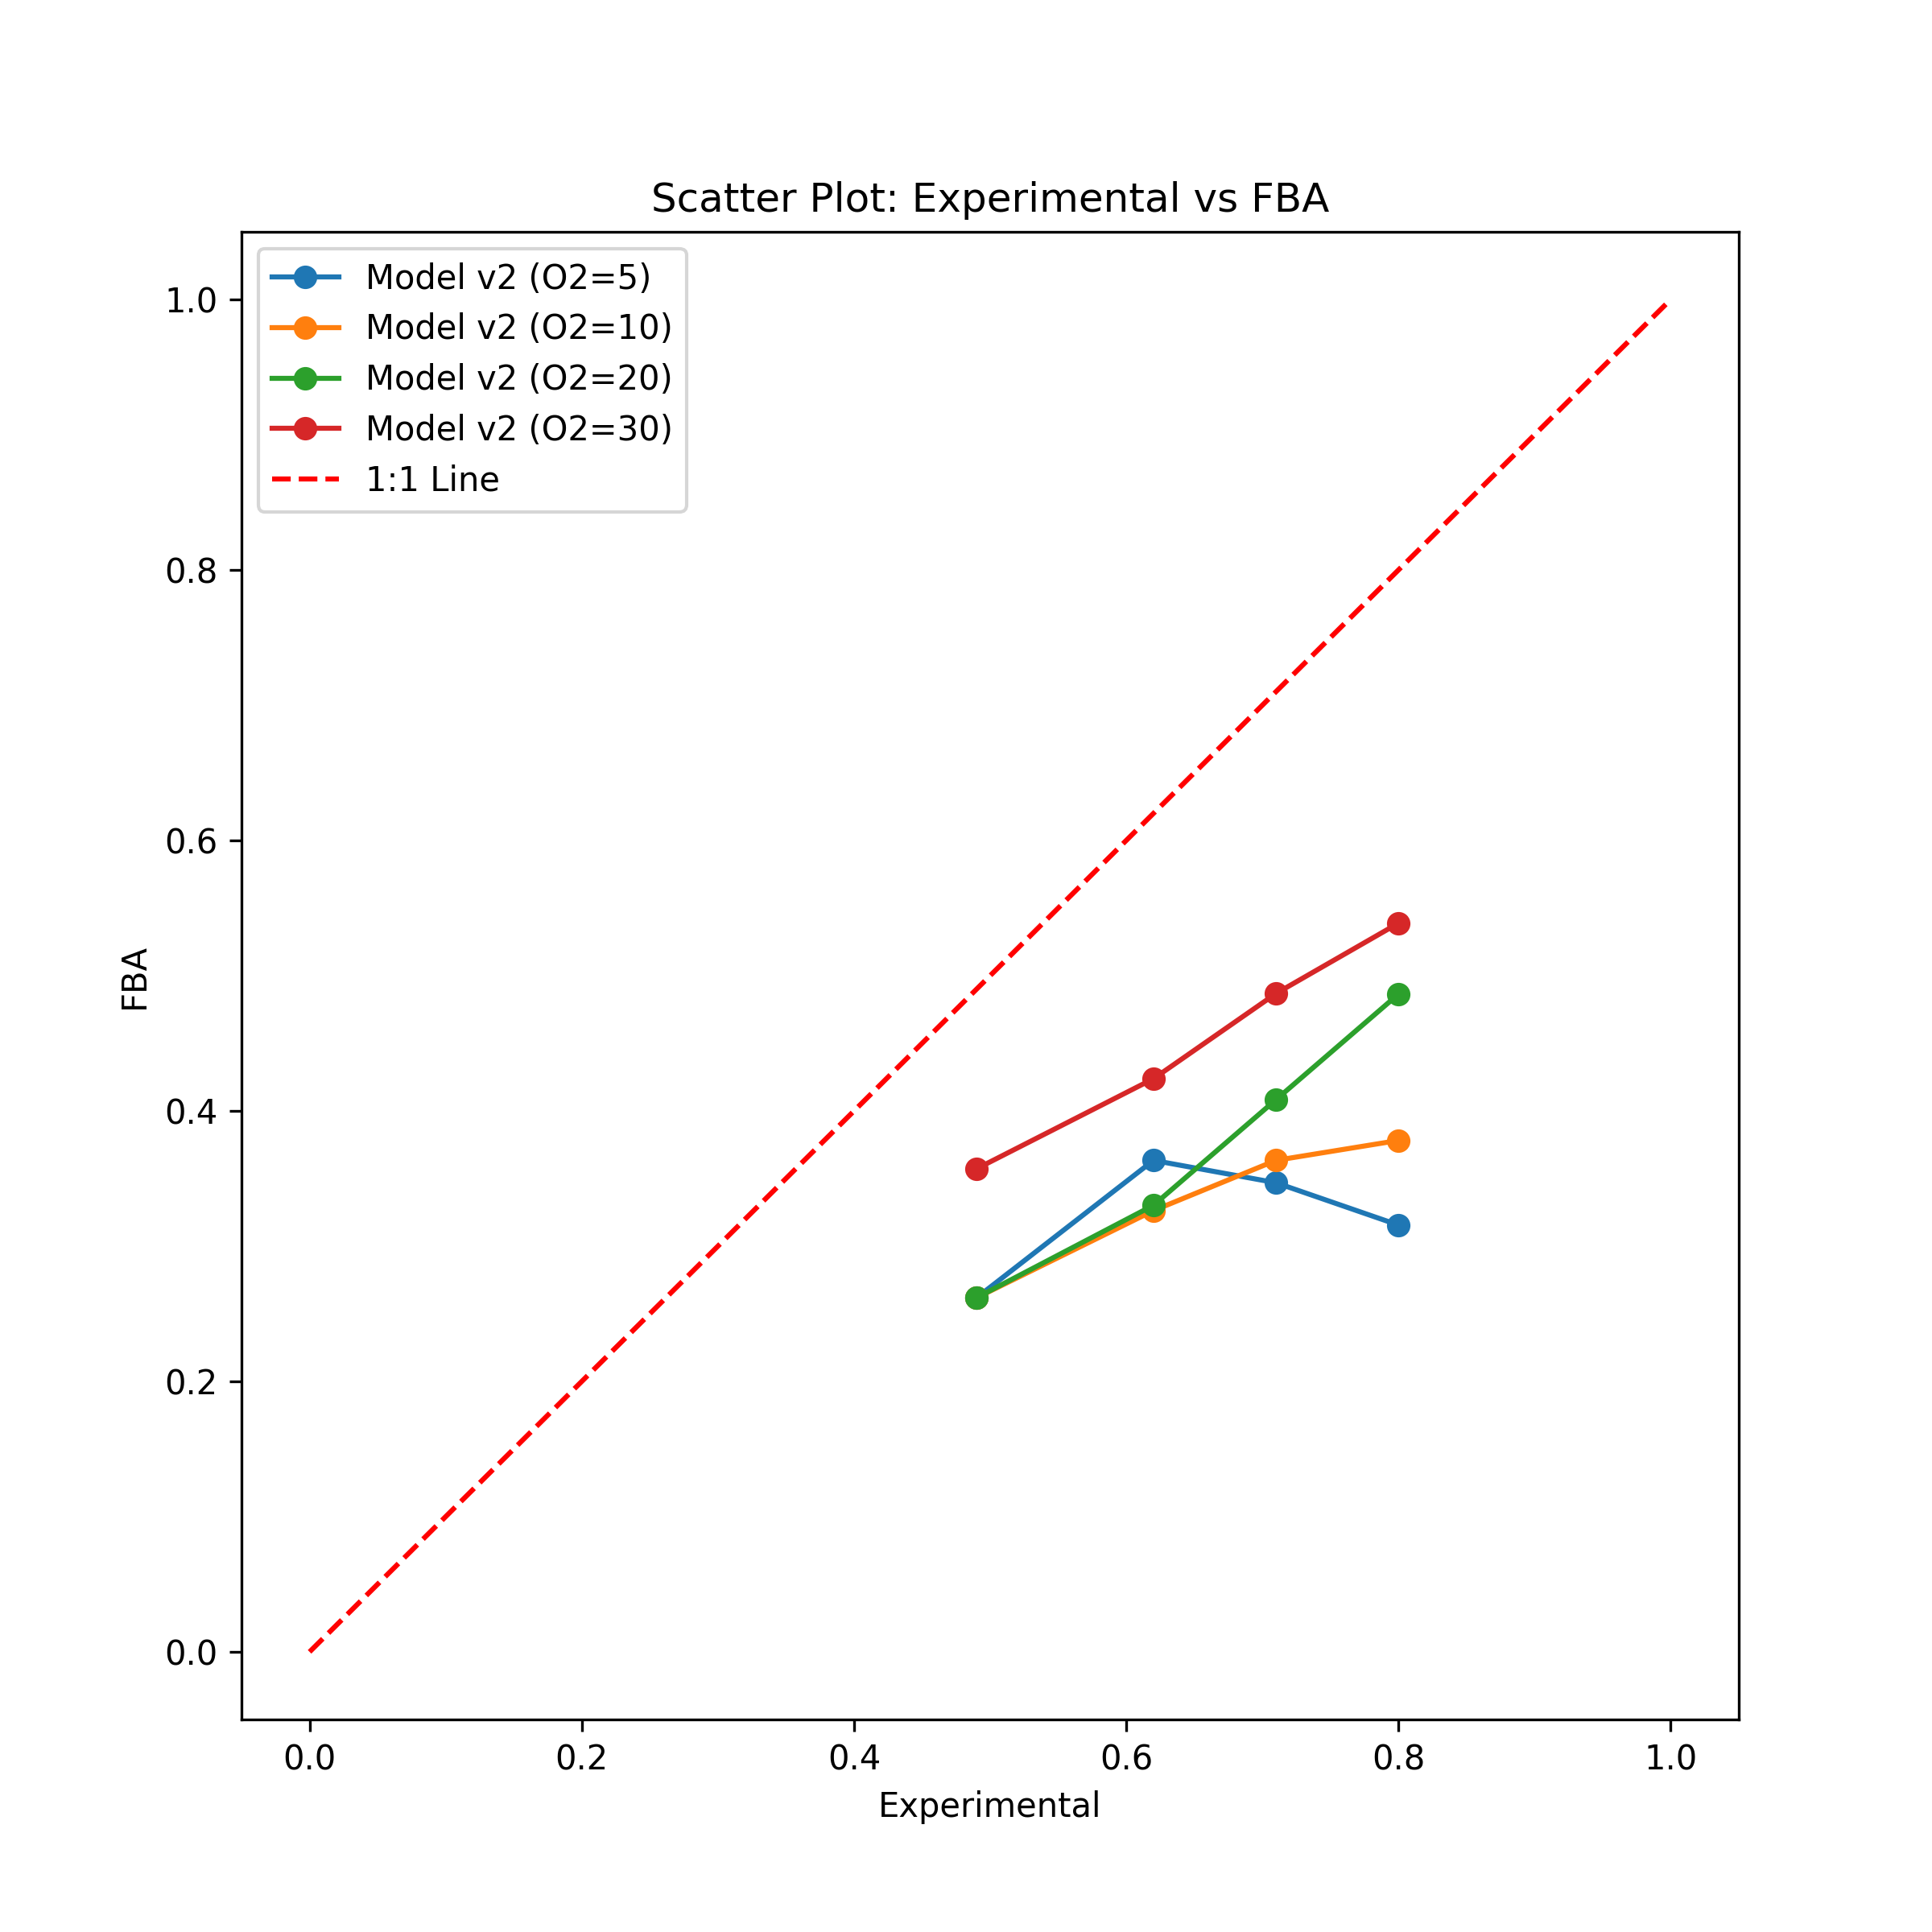 Scatter Plot: Experimental vs FBA
Model v2 (O2=5)
Model v2 (O2=10)
Model v2 (O2=20)
Model v2 (O2=30)
1:1 Line
1.0
0.8
0.6
0.4
0.2
0.0
FBA
0.0 0.2 0.4 0.6 0.8 1.0
Experimental